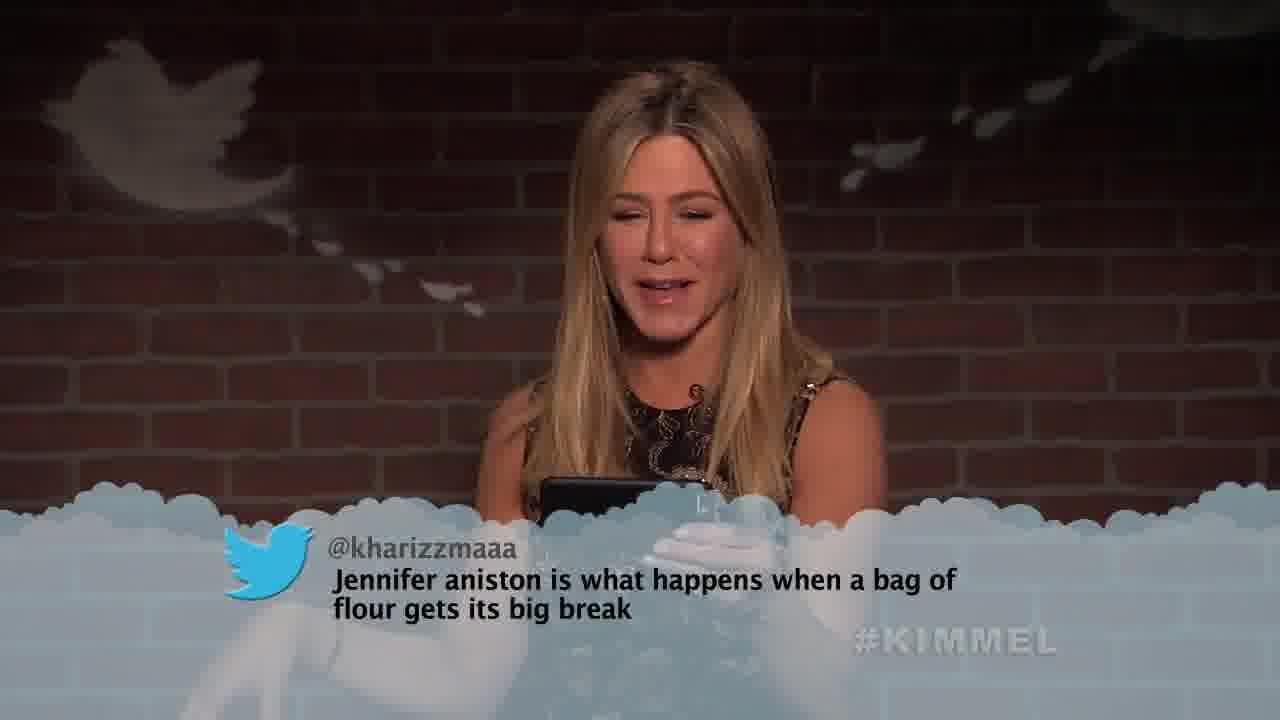 @kharizzmaaa
Jennifer aniston is what happens when a bag of
flour gets its big break
#KIMMEL